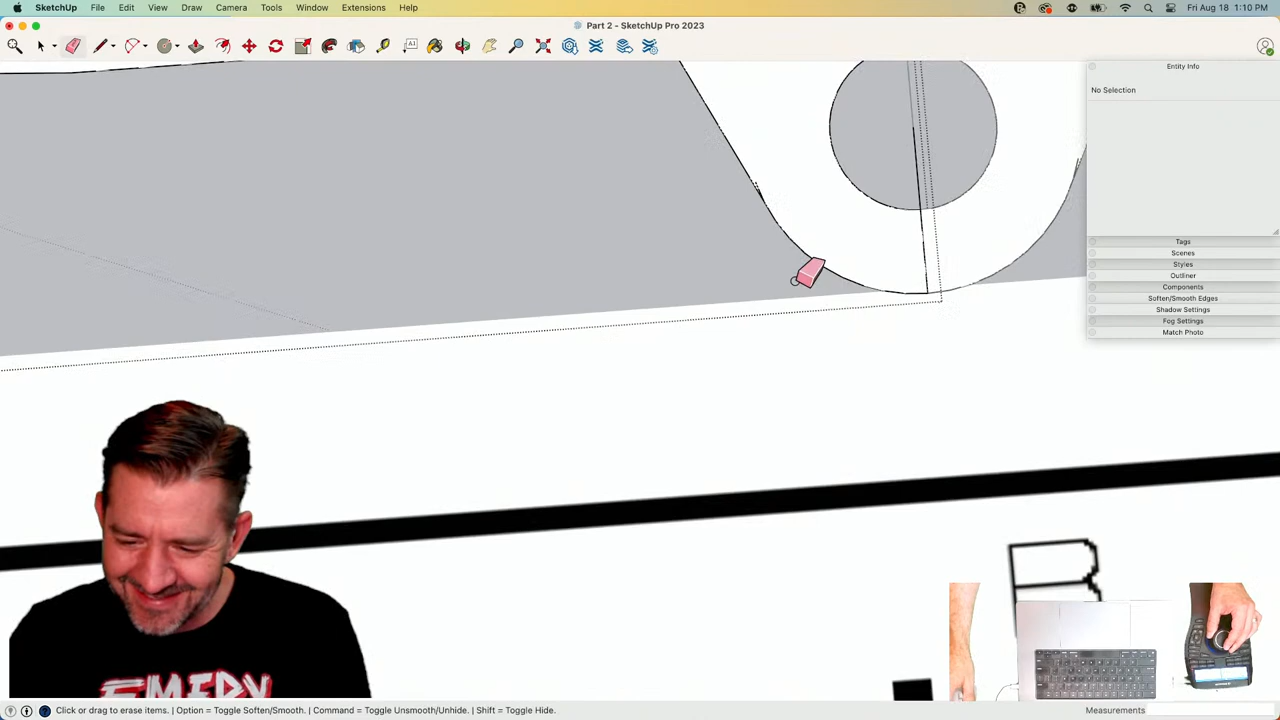 SketchUp File Edit View Draw Camera Tools Window Extensions Help Fri Aug 18 1:10 PM
Part 2 - SketchUp Pro 2023
A1
Entity Info
No Selection
Tags
Scenes
Styles
Outliner
Components
Soften/Smooth Edges
Shadow Settings
Fog Settings
Match Photo
B
EMERY
Click or drag to erase items. | Option = Toggle Soften/Smooth. | Command = Toggle Unsmooth/Unhide. | Shift = Toggle Hide.
Measurements